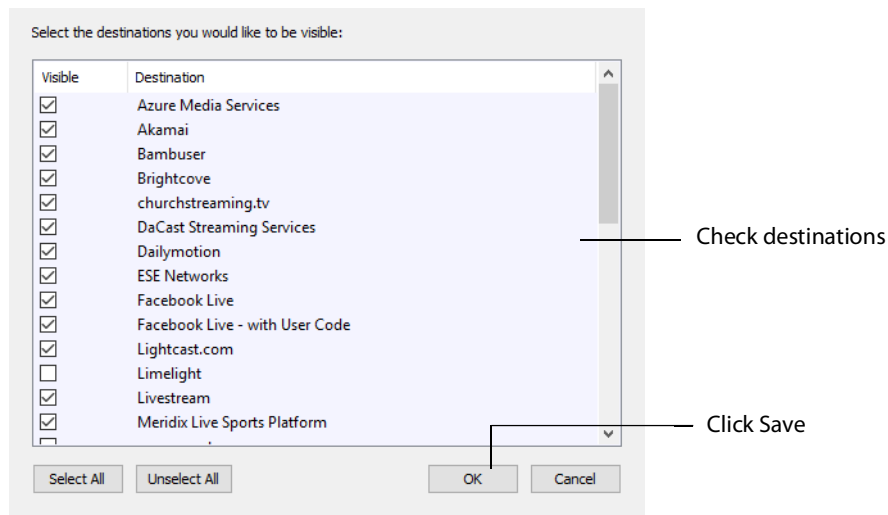 Select the destinations you would like to be visible:
Visible Destination
Azure Media Services
Akamai
Bambuser
Brightcove
churchstreaming.tv
DaCast Streaming Services
Dailymotion
ESE Networks
Facebook Live
Facebook Live - with User Code
Lightcast.com
Limelight
Livestream
Meridix Live Sports Platform
Check destinations
Click Save
Select All Unselect All OK Cancel